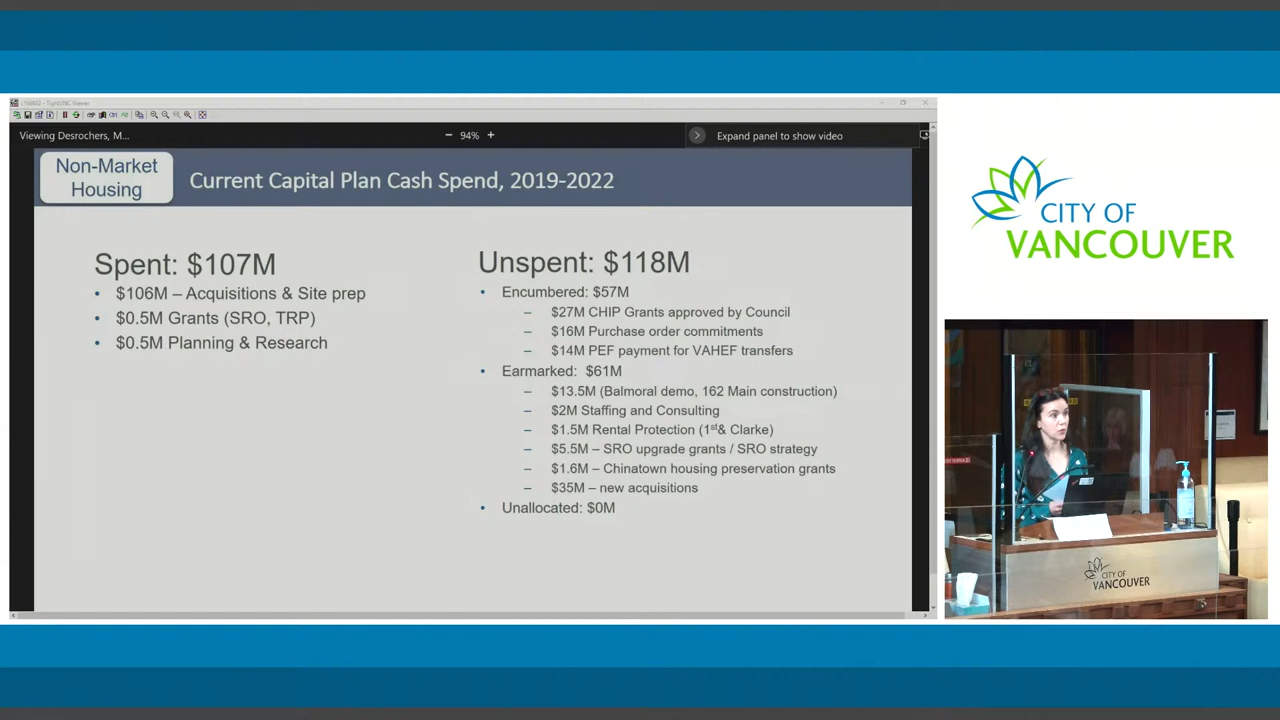 Viewing Desrochers, M...
94%
Expand panel to show video
Non-Market
Housing
Current Capital Plan Cash Spend, 2019-2022
Spent: $107M
• $106M – Acquisitions & Site prep
• $0.5M Grants (SRO, TRP)
• $0.5M Planning & Research
Unspent: $118M
• Encumbered: $57M
– $27M CHIP Grants approved by Council
– $16M Purchase order commitments
– $14M PEF payment for VAHEF transfers
• Earmarked: $61M
– $13.5M (Balmoral demo, 162 Main construction)
– $2M Staffing and Consulting
– $1.5M Rental Protection (1st& Clarke)
– $5.5M – SRO upgrade grants / SRO strategy
– $1.6M – Chinatown housing preservation grants
– $35M – new acquisitions
• Unallocated: $0M
CITY OF
VANCOUVER
CITY OF
VANCOUVER